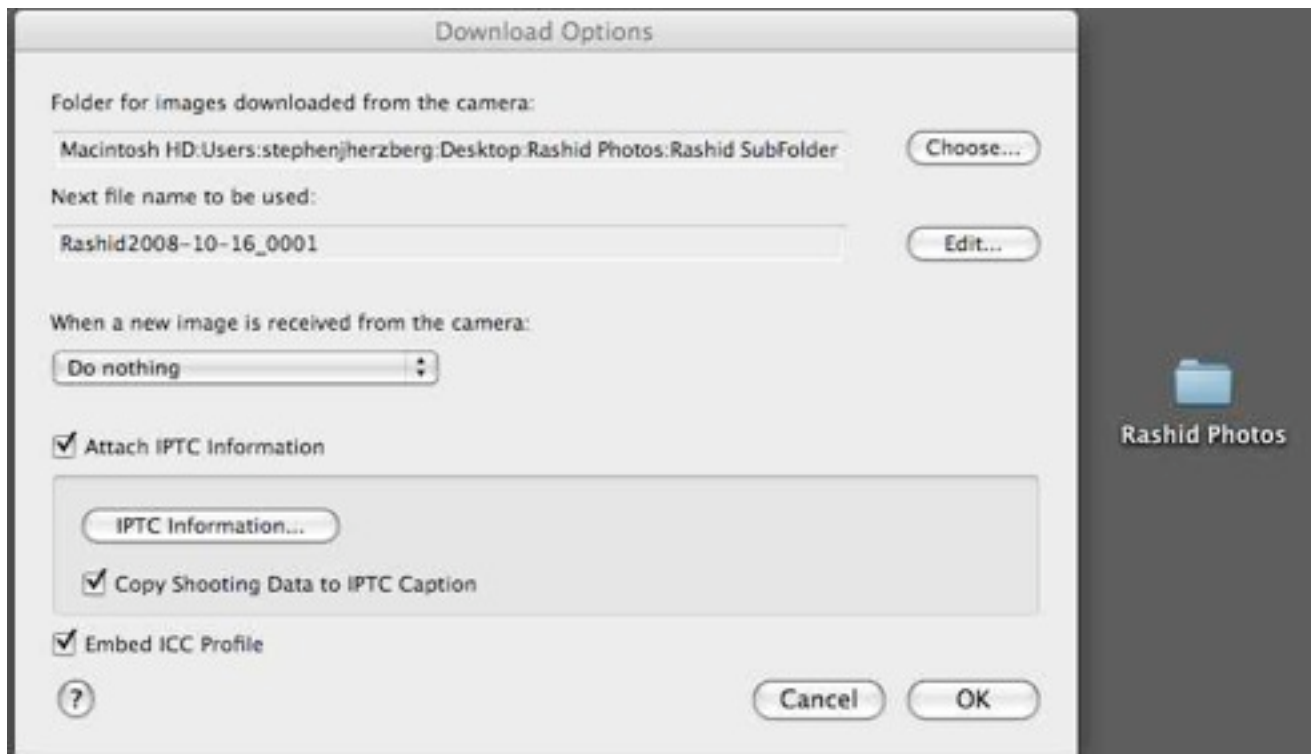 Download Options
Folder for images downloaded from the camera:
Macintosh HD:Users:stephenjherzberg:Desktop:Rashid Photos:Rashid SubFolder
Choose...
Next file name to be used:
Rashid2008-10-16_0001
Edit...
When a new image is received from the camera:
Do nothing
Rashid Photos
Attach IPTC Information
IPTC Information...
Copy Shooting Data to IPTC Caption
Embed ICC Profile
?
Cancel
OK